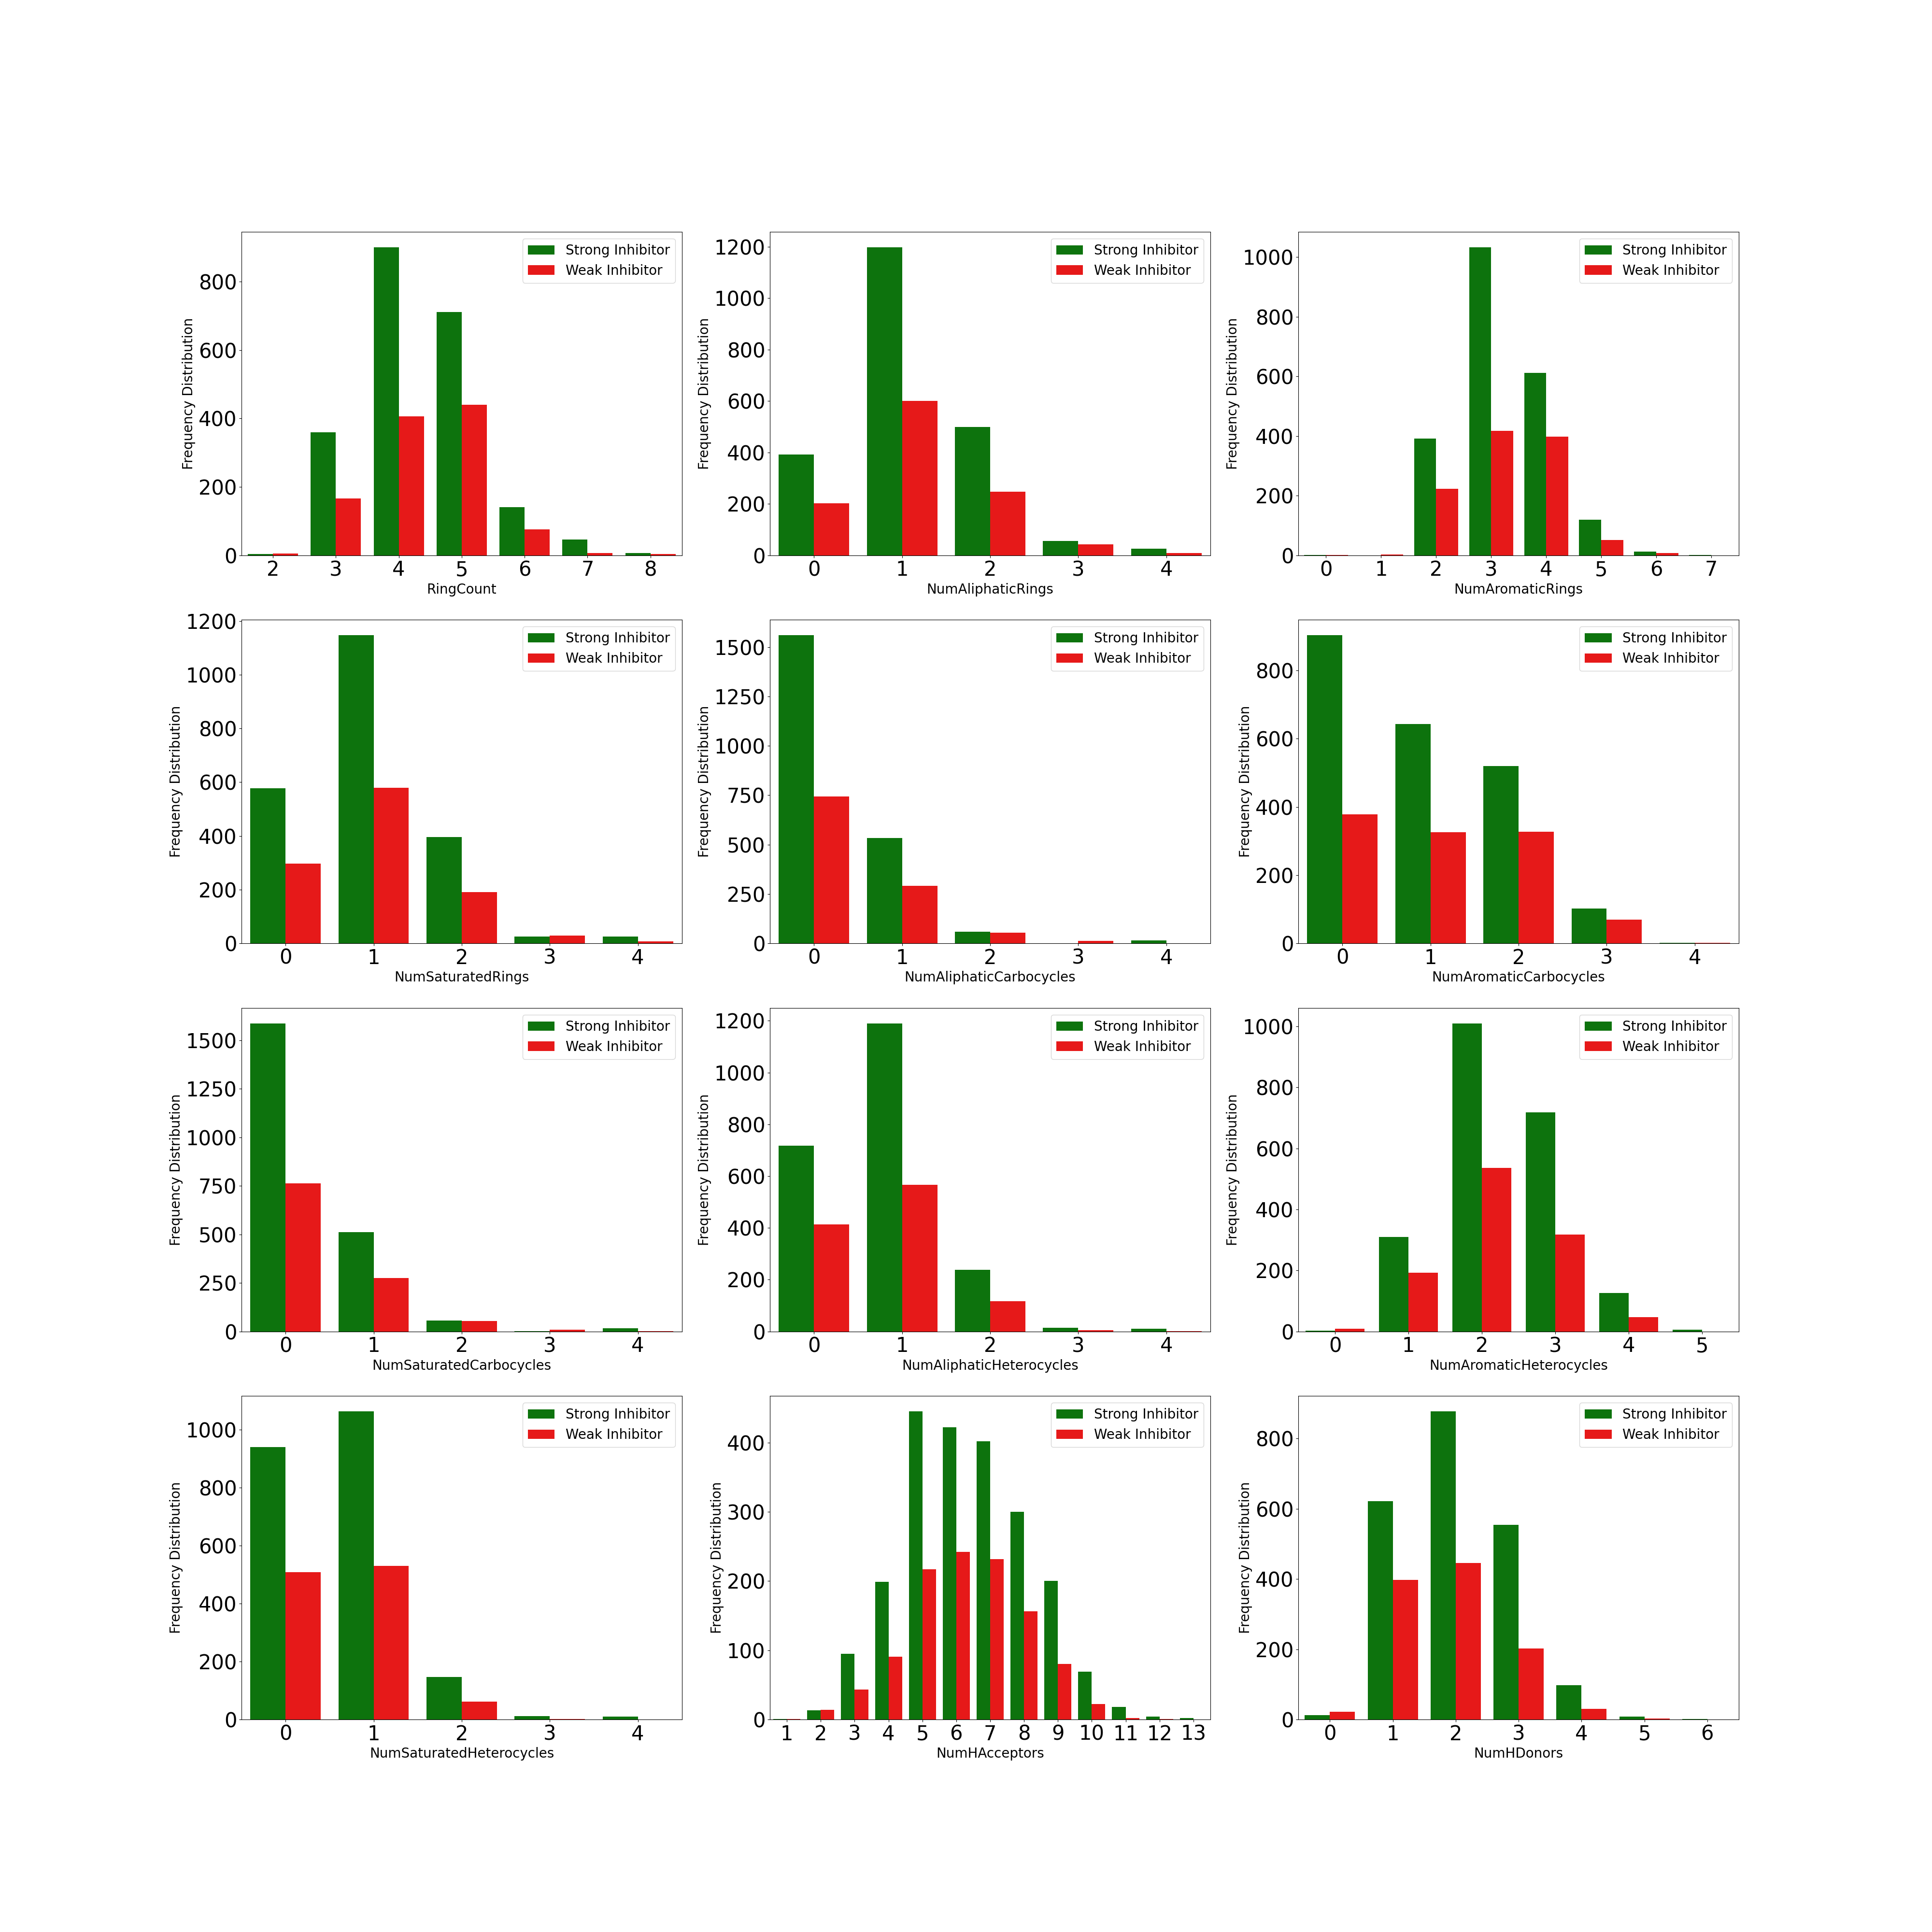 Frequency Distribution
800
600
400
200
0
Strong Inhibitor
Weak Inhibitor
2 3 4 5 6 7 8
RingCount
Frequency Distribution
1200
1000
800
600
400
200
0
Strong Inhibitor
Weak Inhibitor
0 1 2 3 4
NumAliphaticRings
Frequency Distribution
1000
800
600
400
200
0
Strong Inhibitor
Weak Inhibitor
0 1 2 3 4 5 6 7
NumAromaticRings
Frequency Distribution
1200
1000
800
600
400
200
0
Strong Inhibitor
Weak Inhibitor
0 1 2 3 4
NumSaturatedRings
Frequency Distribution
1500
1250
1000
750
500
250
0
Strong Inhibitor
Weak Inhibitor
0 1 2 3 4
NumAliphaticCarbocycles
Frequency Distribution
800
600
400
200
0
Strong Inhibitor
Weak Inhibitor
0 1 2 3 4
NumAromaticCarbocycles
Frequency Distribution
1500
1250
1000
750
500
250
0
Strong Inhibitor
Weak Inhibitor
0 1 2 3 4
NumSaturatedCarbocycles
Frequency Distribution
1200
1000
800
600
400
200
0
Strong Inhibitor
Weak Inhibitor
0 1 2 3 4
NumAliphaticHeterocycles
Frequency Distribution
1000
800
600
400
200
0
Strong Inhibitor
Weak Inhibitor
0 1 2 3 4 5
NumAromaticHeterocycles
Frequency Distribution
1000
800
600
400
200
0
Strong Inhibitor
Weak Inhibitor
0 1 2 3 4
NumSaturatedHeterocycles
Frequency Distribution
400
300
200
100
0
Strong Inhibitor
Weak Inhibitor
1 2 3 4 5 6 7 8 9 10 11 12 13
NumHAcceptors
Frequency Distribution
800
600
400
200
0
Strong Inhibitor
Weak Inhibitor
0 1 2 3 4 5 6
NumHDonors